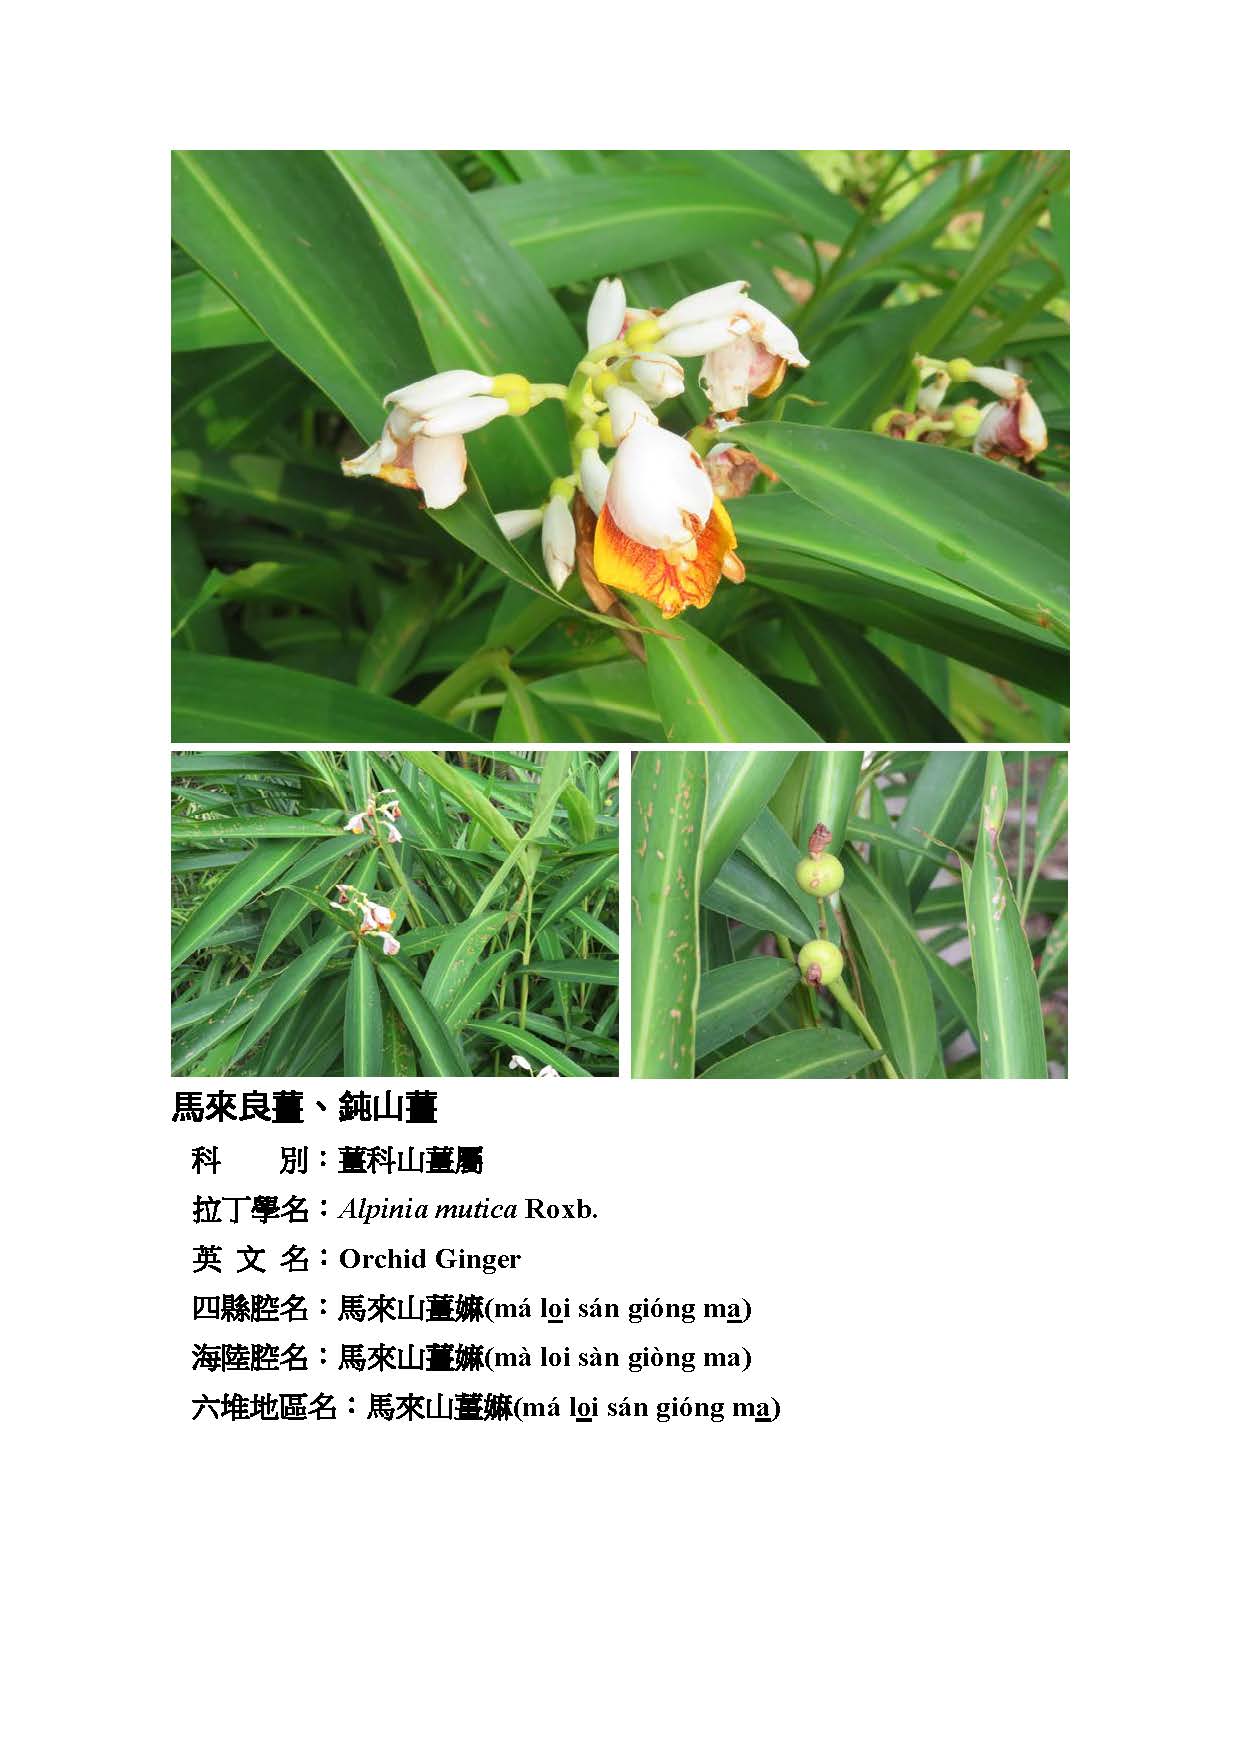 馬來良薑、鈍山薑
科　　別：薑科山薑屬
拉丁學名：Alpinia mutica Roxb.
英 文 名：Orchid Ginger
四縣腔名：馬來山薑嫲(má lo̲i sán gióng ma̲)
海陸腔名：馬來山薑嫲(mà loi sàn giòng ma)
六堆地區名：馬來山薑嫲(má lo̲i sán gióng ma̲)